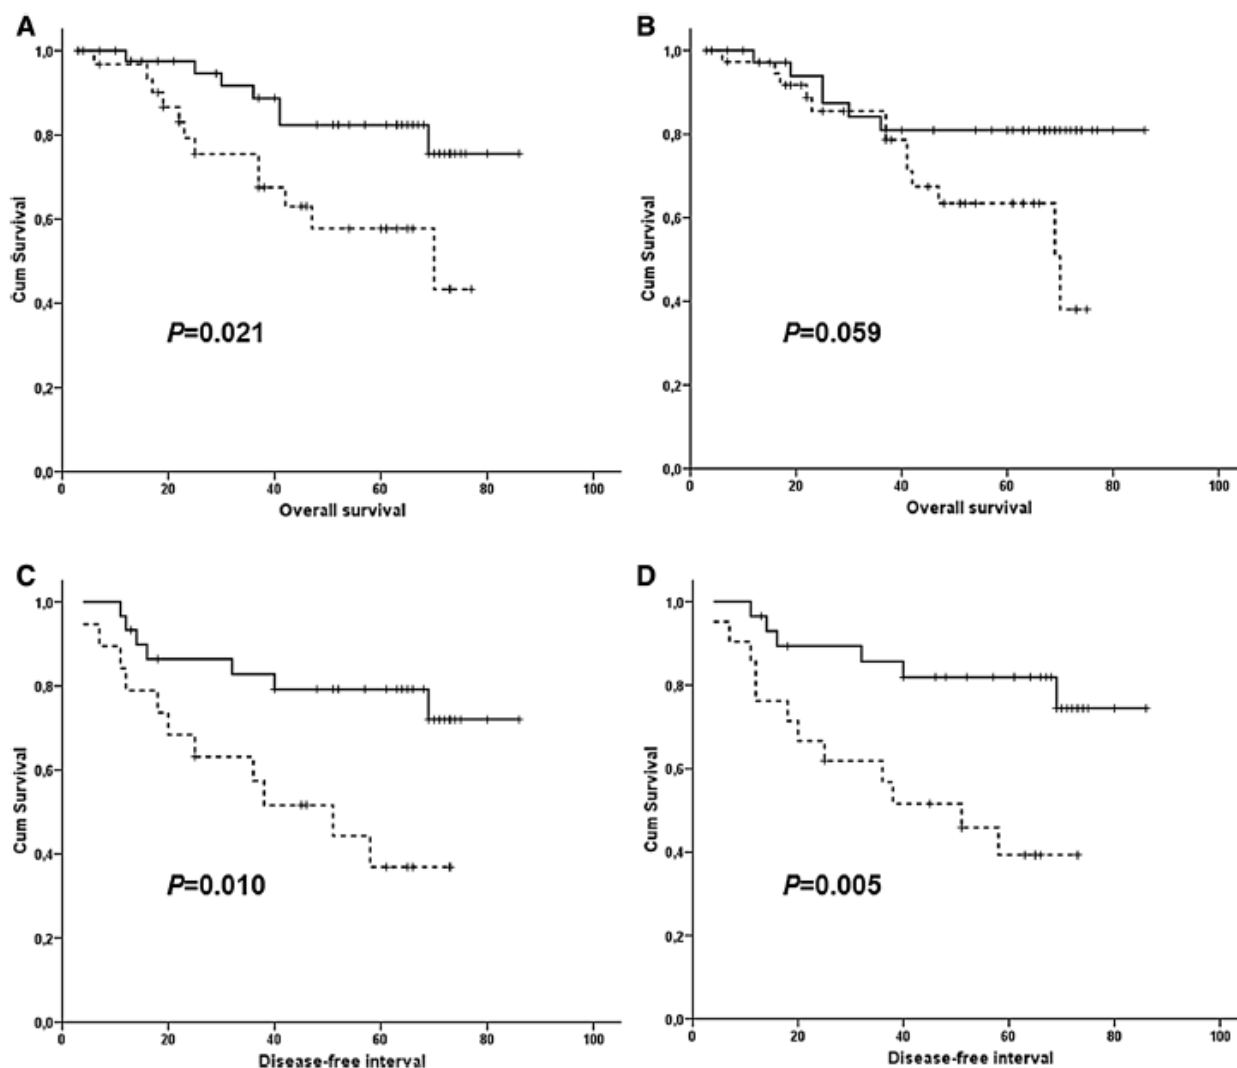 A
1,0
0,8
0,6
0,4
0,2
0,0
Cum Survival
P=0.021
0 20 40 60 80 100
Overall survival
B
1,0
0,8
0,6
0,4
0,2
0,0
Cum Survival
P=0.059
0 20 40 60 80 100
Overall survival
C
1,0
0,8
0,6
0,4
0,2
0,0
Cum Survival
P=0.010
0 20 40 60 80 100
Disease-free interval
D
1,0
0,8
0,6
0,4
0,2
0,0
Cum Survival
P=0.005
0 20 40 60 80 100
Disease-free interval